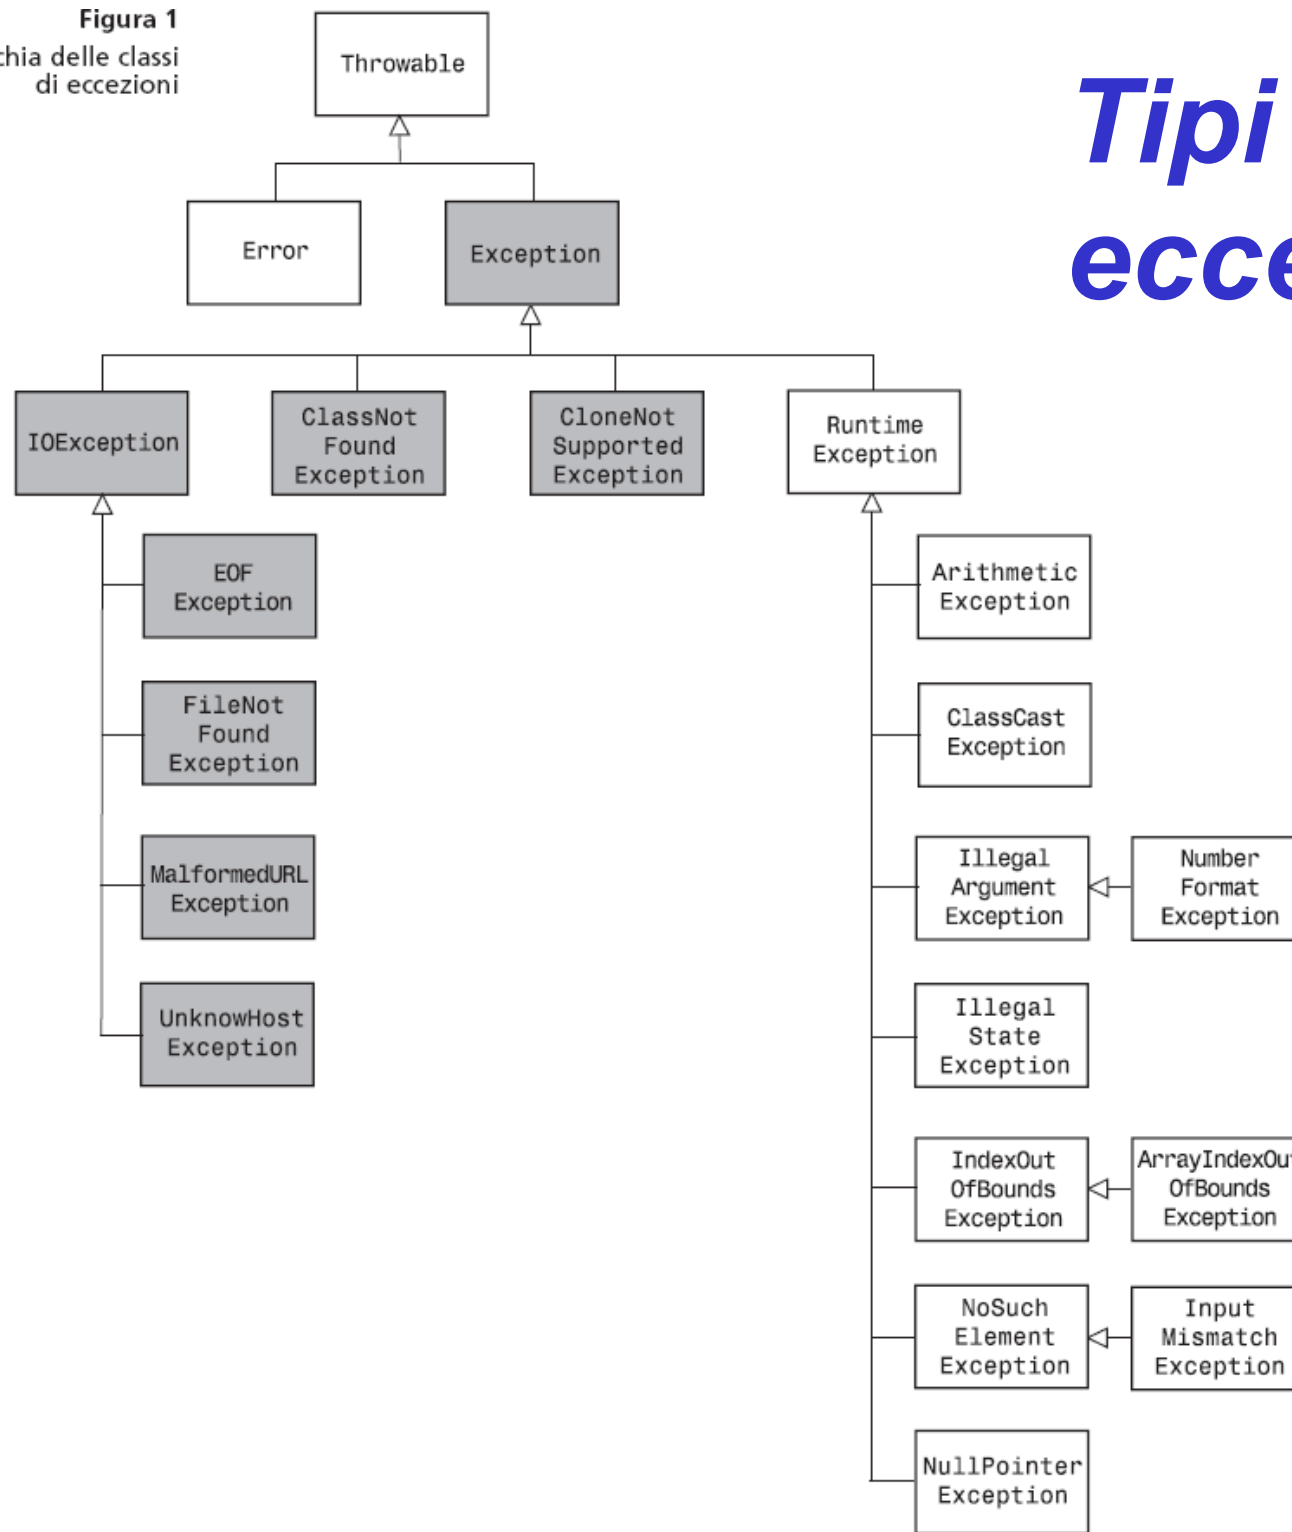 Figura 1
delle classi
di eccezioni
Tipi
Throwable
Error
Exception
IOException
ClassNot
Found
Exception
CloneNot
Supported
Exception
Runtime
Exception
EOF
Exception
FileNot
Found
Exception
MalformedURL
Exception
UnknowHost
Exception
Arithmetic
Exception
ClassCast
Exception
Illegal
Argument
Exception
Number
Format
Exception
Illegal
State
Exception
IndexOut
OfBounds
Exception
ArrayIndexOut
OfBounds
Exception
NoSuch
Element
Exception
Input
Mismatch
Exception
NullPointer
Exception